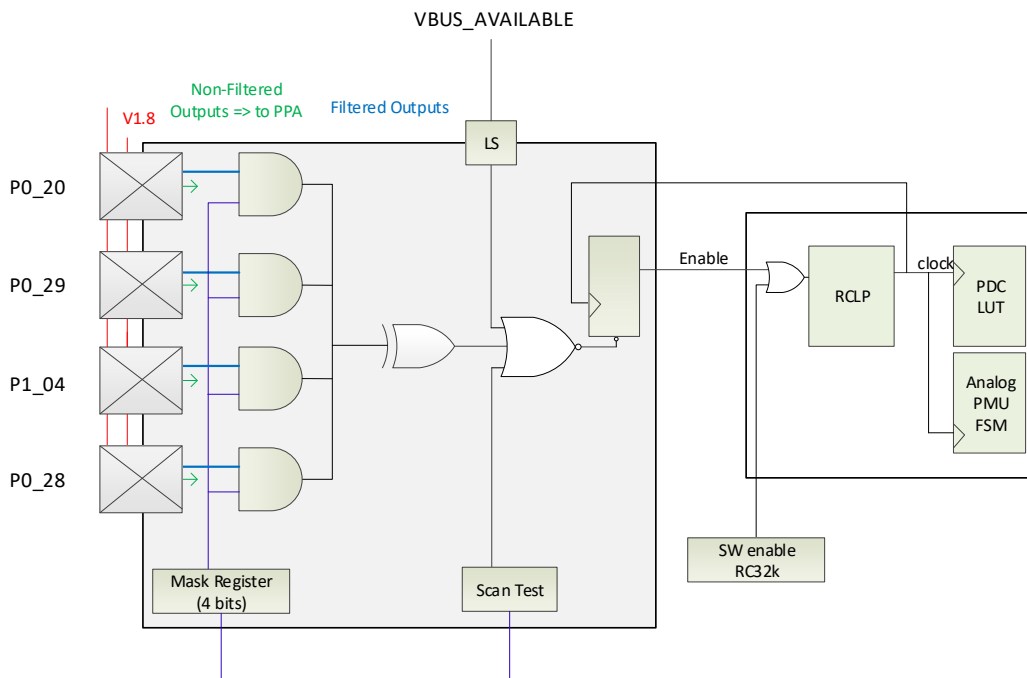 VBUS_AVAILABLE
Non-Filtered
Outputs => to PPA
Filtered Outputs
V1.8
LS
P0_20
P0_29
P1_04
P0_28
Enable
RCLP
clock
PDC
LUT
Analog
PMU
FSM
SW enable
RC32k
Mask Register
(4 bits)
Scan Test